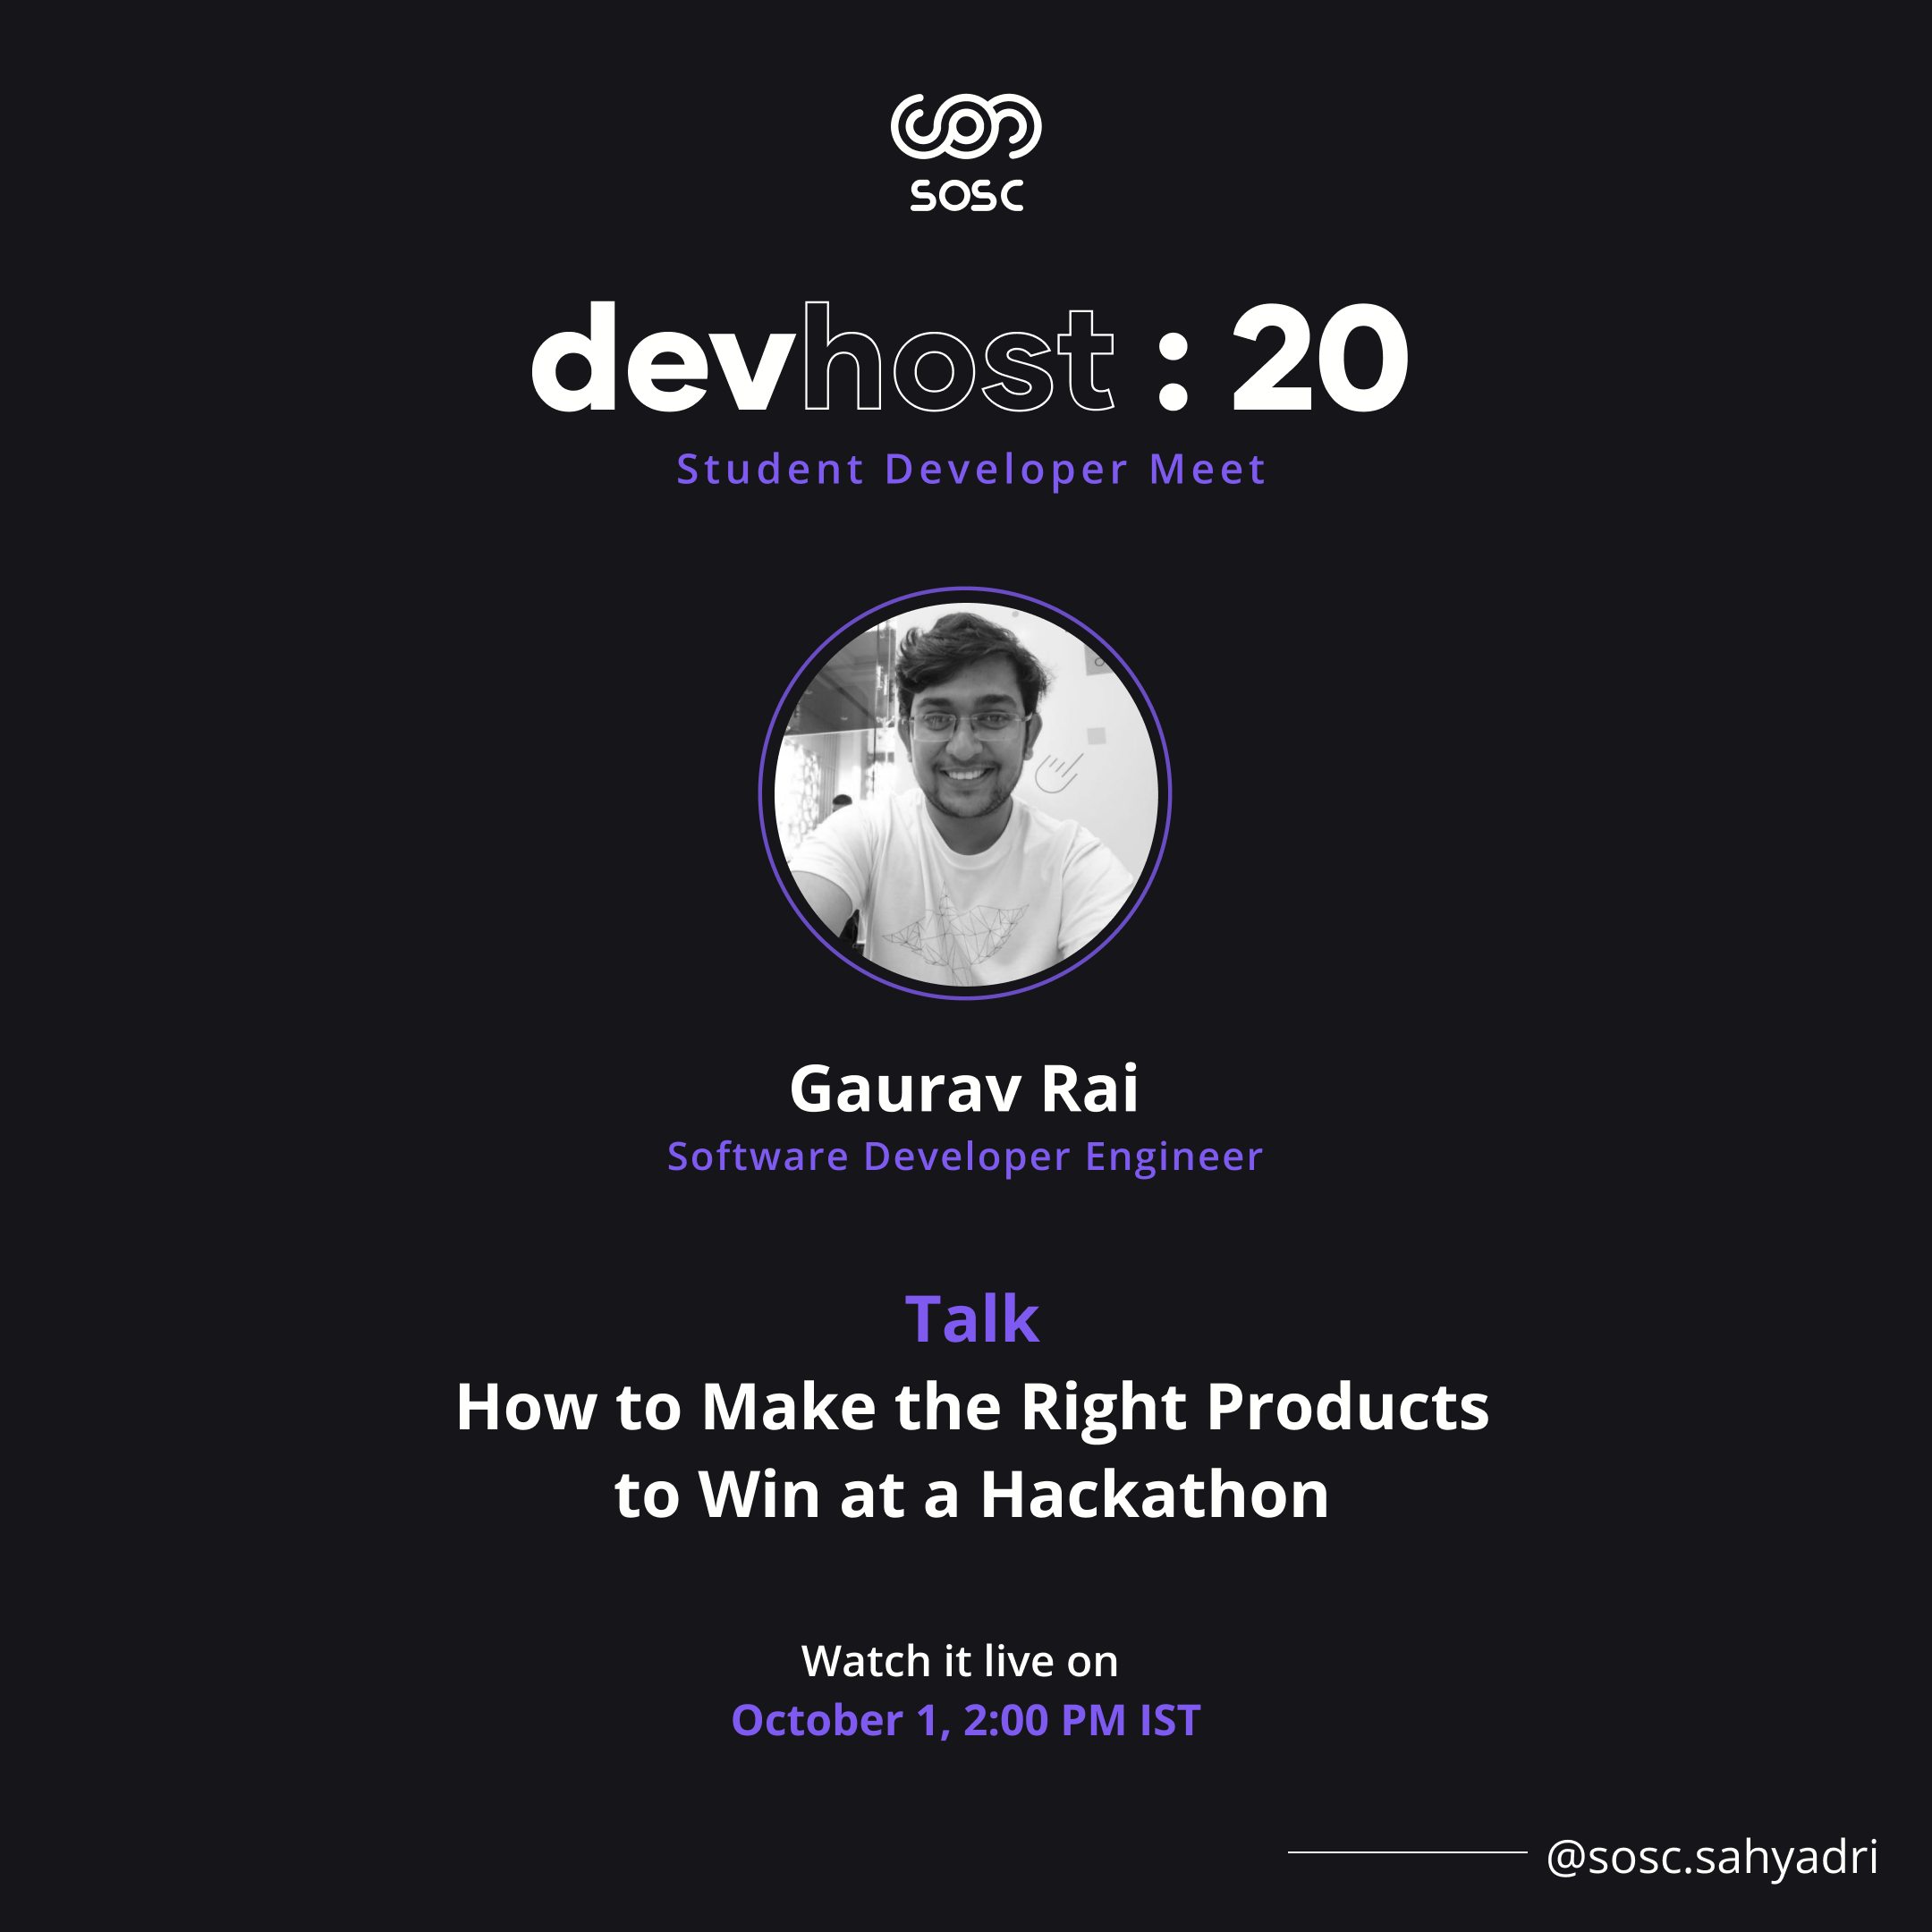 sosc
devhost : 20
Student Developer Meet
Gaurav Rai
Software Developer Engineer
Talk
How to Make the Right Products
to Win at a Hackathon
Watch it live on
October 1, 2:00 PM IST
@sosc.sahyadri